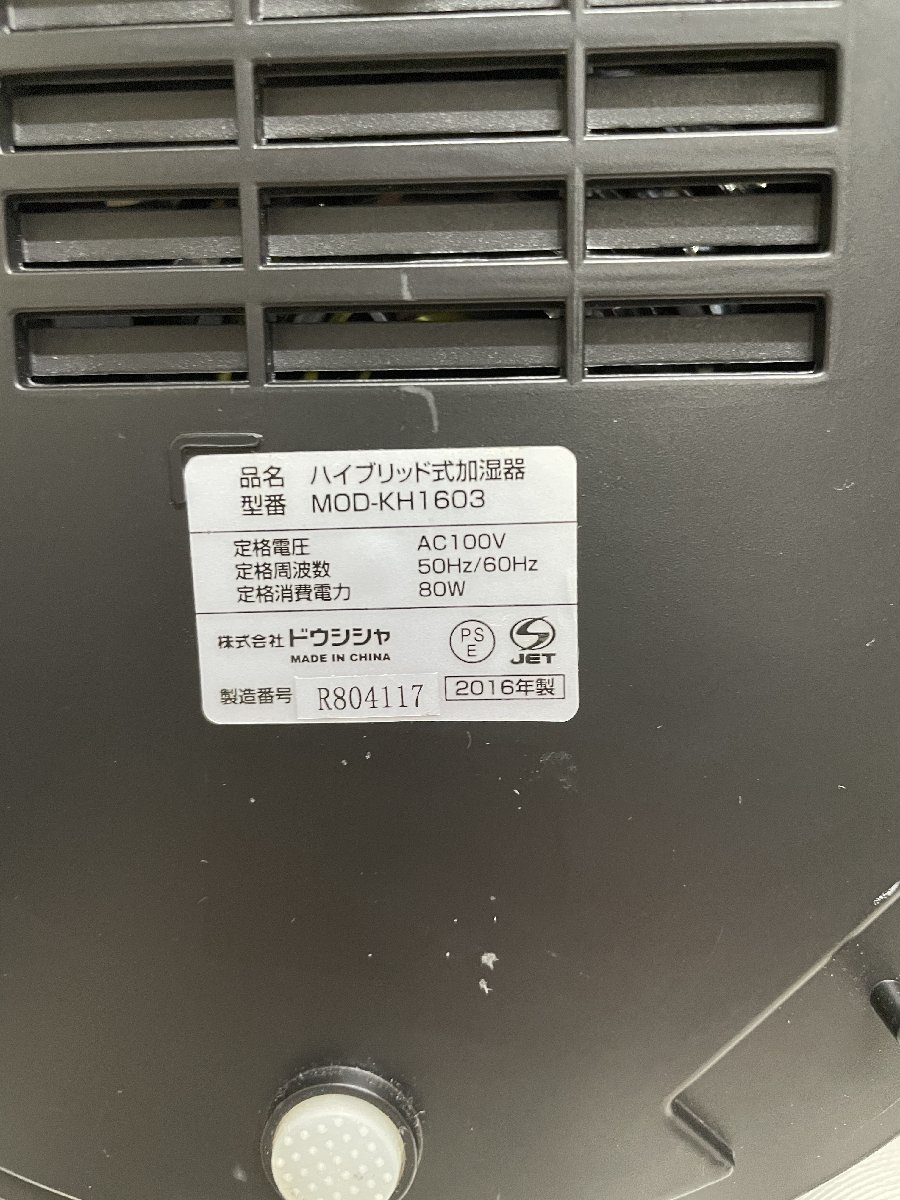 品名 ハイブリッド式加湿器
型番 MOD-KH1603
定格電圧 AC100V
定格周波数 50Hz/60Hz
定格消費電力 80W
株式会社ドウシシャ
MADE IN CHINA
PS
E
JET
製造番号 R804117 2016年製